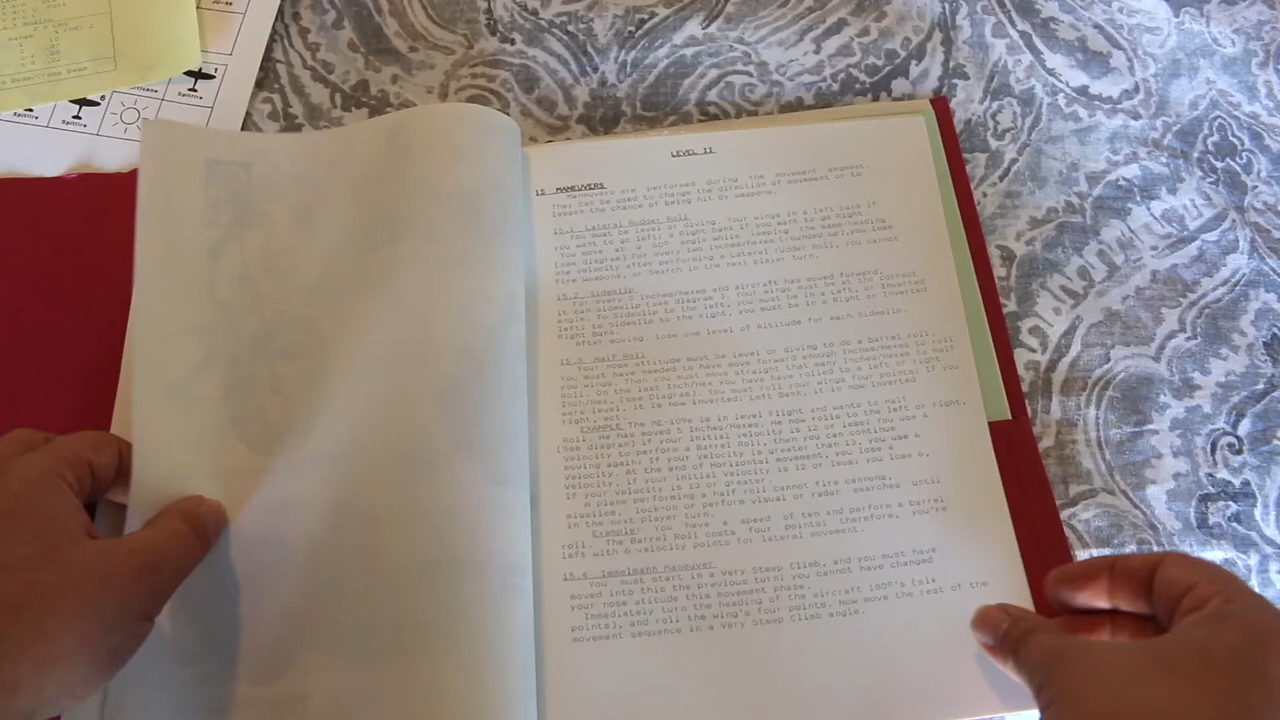 Range
Spitfire
Spitfire
Spitfire
LEVEL II
15 MANEUVERS
Maneuvers are performed during the movement segment.
They can be used to change the direction of movement or to
lessen the chance of being hit by weapons.
15.1 Lateral Rudder Roll
You must be level or diving. Your wings in a left bank if
you want to go left; a Right bank if you want to go Right.
You move at a 60° angle while keeping the same heading.
(see diagram) For every two inches/hexes (rounded up),you lose
one velocity after performing a Lateral rudder Roll, you cannot
fire Weapons, or Search in the next player turn.
15.2 Sideslip
For every 5 inches/hexes and aircraft has moved forward,
it can sideslip (see diagram ). Your wings must be at the correct
angle. To Sideslip to the left, you must be in a Left, or Inverted
left; to Sideslip to the right, you must be in a Right or Inverted
Right Bank.
After moving, lose one level of Altitude for each Sideslip.
15.3 Half Roll
Your nose attitude must be level or diving to do a barrel roll.
You must have needed to have move forward enough Inches/Hexes to roll
you wings. Then you must move straight that many Inches/Hexes to Half
Roll. On the last Inch/Hex you have have rolled to a left or right
Inch/Hex, (see Diagram). You must roll your wings four points; if You
were level, it is now inverted; Left Bank, it is now Inverted
right, ect.
EXAMPLE The ME-109e is in level Flight and wants to Half
Roll. He has moved 5 Inches/Hexes. He now rolls to the left or right.
(See diagram) if your initial velocity is 12 or less; You use 4
Velocity to perform a Barrel Roll, then you can continue
moving again; if Your Velocity is greater than 13, you use 6
Velocity. At the end of Horizontal movement, you lose 4
Velocity, if your Initial Velocity is 12 or less; you lose 6,
if your Velocity is 13 or greater.
A plane performing a half roll cannot fire cannons,
missiles, lock-on or perform visual or radar searches until
in the next player turn.
Example: You have a speed of ten and perform a barrel
roll. The Barrel Roll costs four points; therefore, you're
left with 6 velocity points for lateral movement.
15.4 Immelmann Maneuver
You must start in a Very Steep Climb, and you must have
moved into this the previous turn; you cannot have changed
your nose atitude this movement phase.
Immediately turn the heading of the aircraft 180°'s (six
points), and roll the wing's four points. Now move the rest of the
movement sequence in a Very Steep Climb angle.